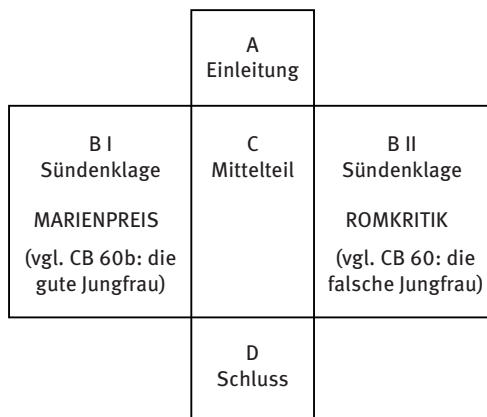 A
Einleitung
B I
Sündenklage
MARIENPREIS
(vgl. CB 60b: die
gute Jungfrau)
C
Mittelteil
B II
Sündenklage
ROMKRITIK
(vgl. CB 60: die
falsche Jungfrau)
D
Schluss